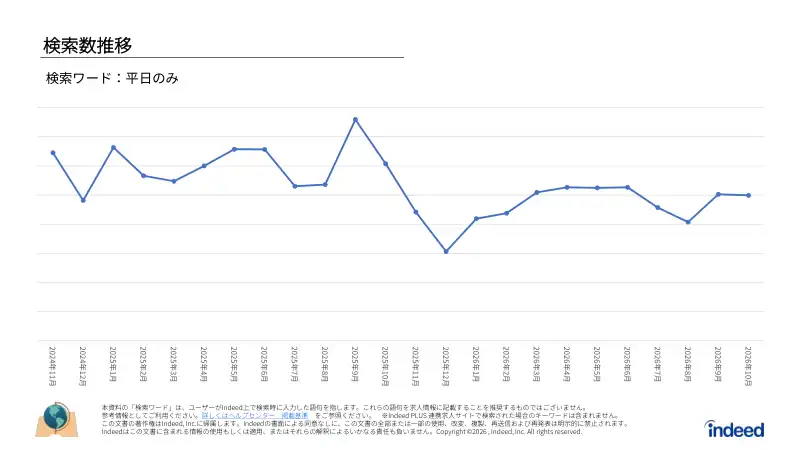 検索数推移
検索ワード：平日のみ
2024年11月
2024年12月
2025年1月
2025年2月
2025年3月
2025年4月
2025年5月
2025年6月
2025年7月
2025年8月
2025年9月
2025年10月
2025年11月
2025年12月
2026年1月
2026年2月
2026年3月
2026年4月
2026年5月
2026年6月
2026年7月
2026年8月
2026年9月
2026年10月
本資料の「検索ワード」は、ユーザーがIndeed上で検索時に入力した語句を指します。これらの語句を求人情報に記載することを推奨するものではございません。
参考情報としてご利用ください。詳しくはヘルプセンター　掲載基準　をご参照ください。　※Indeed PLUS 連携求人サイトで検索された場合のキーワードは含まれません。
この文書の著作権はIndeed, Inc.に帰属します。Indeedの書面による同意なしに、この文書の全部または一部の使用、改変、複製、再送信および再発表は明示的に禁止されます。
Indeedはこの文書に含まれる情報の使用もしくは適用、またはそれらの解釈によるいかなる責任も負いません。Copyright ©2026 , Indeed, Inc. All rights reserved.
indeed